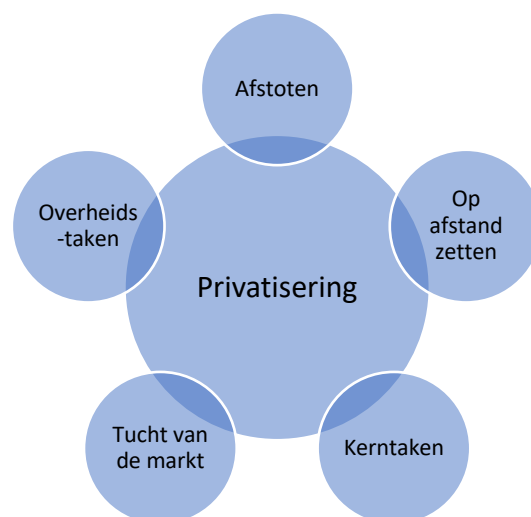 Afstoten
Overheids
-taken
Op
afstand
zetten
Privatisering
Tucht van
de markt
Kerntaken